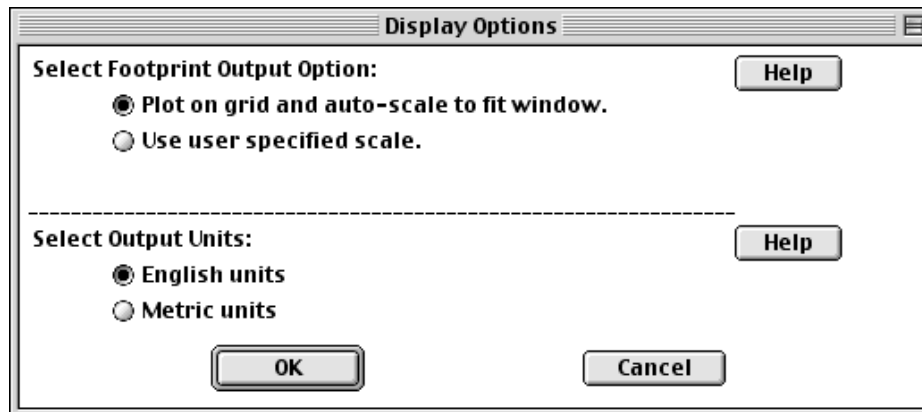 Display Options
Select Footprint Output Option:
Help
Plot on grid and auto-scale to fit window.
Use user specified scale.
Select Output Units:
Help
English units
Metric units
OK
Cancel